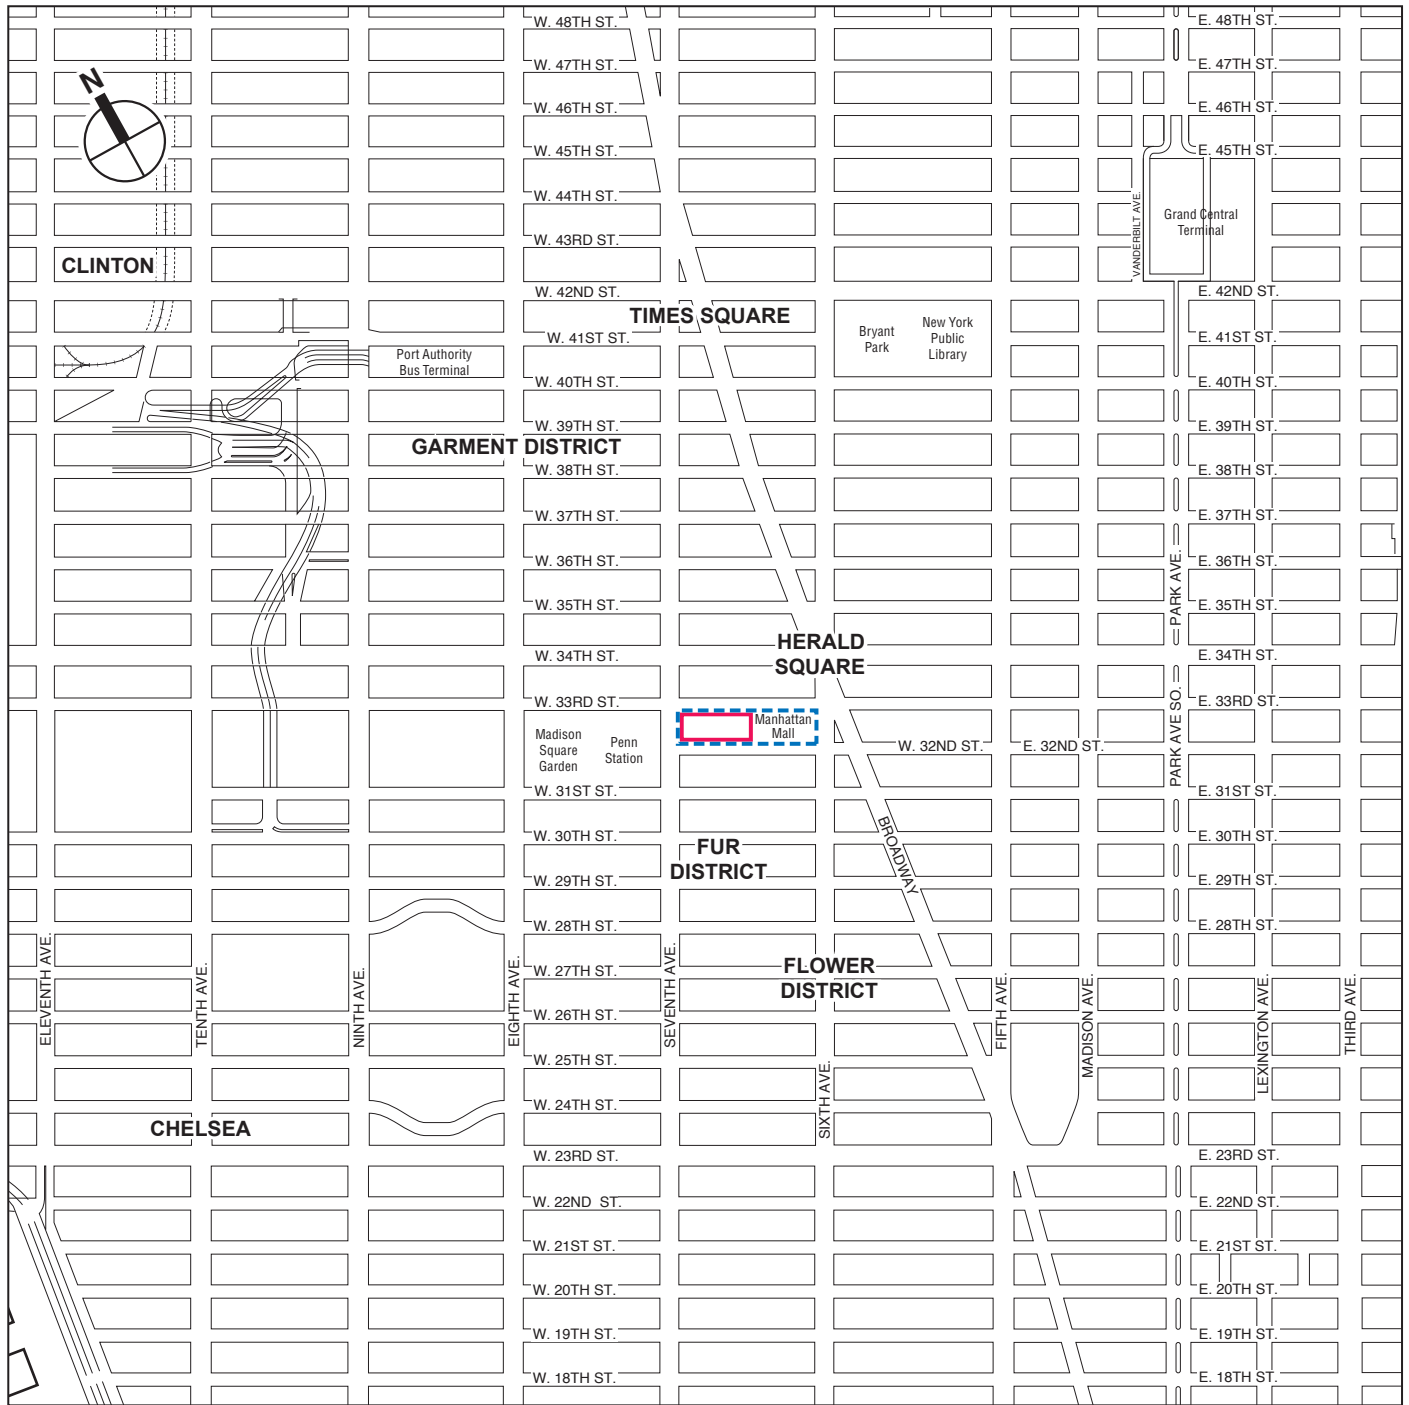 W. 48TH ST.
E. 48TH ST.
W. 47TH ST.
E. 47TH ST.
N
W. 46TH ST.
E. 46TH ST.
W. 45TH ST.
E. 45TH ST.
W. 44TH ST.
VANDERBILT AVE.
Grand Central
Terminal
W. 43RD ST.
CLINTON
W. 42ND ST.
E. 42ND ST.
TIMES SQUARE
Bryant
Park
New York
Public
Library
W. 41ST ST.
E. 41ST ST.
Port Authority
Bus Terminal
W. 40TH ST.
E. 40TH ST.
W. 39TH ST.
E. 39TH ST.
GARMENT DISTRICT
W. 38TH ST.
E. 38TH ST.
W. 37TH ST.
E. 37TH ST.
W. 36TH ST.
PARK AVE.
E. 36TH ST.
W. 35TH ST.
E. 35TH ST.
HERALD
SQUARE
W. 34TH ST.
E. 34TH ST.
W. 33RD ST.
PARK AVE SO.
E. 33RD ST.
Madison
Square
Garden
Penn
Station
Manhattan
Mall
W. 32ND ST.
E. 32ND ST.
W. 31ST ST.
E. 31ST ST.
W. 30TH ST.
E. 30TH ST.
BROADWAY
FUR
DISTRICT
W. 29TH ST.
E. 29TH ST.
W. 28TH ST.
E. 28TH ST.
FLOWER
DISTRICT
W. 27TH ST.
ELEVENTH AVE.
TENTH AVE.
NINTH AVE.
EIGHTH AVE.
SEVENTH AVE.
SIXTH AVE.
FIFTH AVE.
MADISON AVE.
LEXINGTON AVE.
THIRD AVE.
W. 26TH ST.
W. 25TH ST.
W. 24TH ST.
CHELSEA
W. 23RD ST.
E. 23RD ST.
W. 22ND ST.
E. 22ND ST.
W. 21ST ST.
E. 21ST ST.
W. 20TH ST.
E. 20TH ST.
W. 19TH ST.
E. 19TH ST.
W. 18TH ST.
E. 18TH ST.